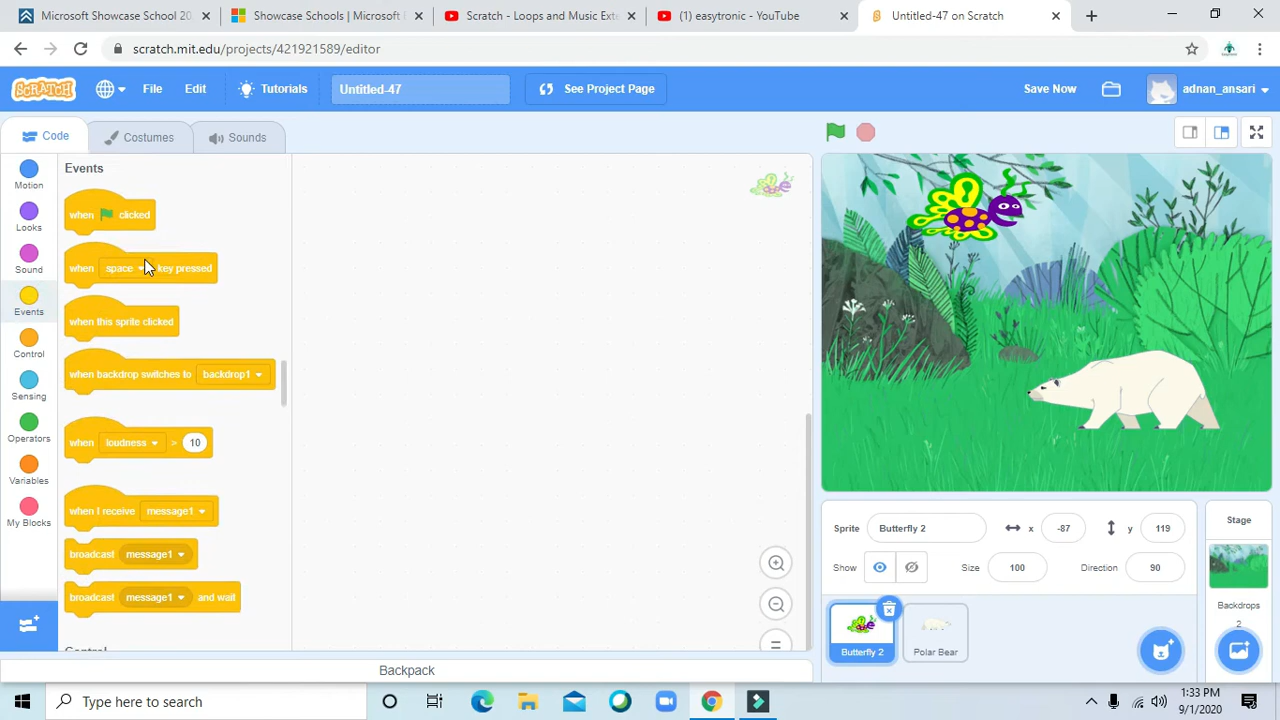 Microsoft School 20
Showcase Schools | Microsoft
Scratch - Loops and Music Exte
(1) easytronic - YouTube
Untitled-47 on Scratch
scratch.mit.edu/projects/421921589/editor
SCRATCH
File
Edit
Tutorials
Untitled-47
See Project Page
Save Now
adnan_ansari
Code
Costumes
Sounds
Motion
Looks
Sound
Events
Control
Sensing
Operators
Variables
My Blocks
Events
when clicked
when space key pressed
when this sprite clicked
when backdrop switches to backdrop1
when loudness > 10
when I receive message1
broadcast message1
broadcast message1 and wait
Control
Backpack
Sprite Butterfly 2 x -87 y 119
Show Size 100 Direction 90
Butterfly 2
Polar Bear
Stage
Backdrops
2
Type here to search
1:33 PM
9/1/2020